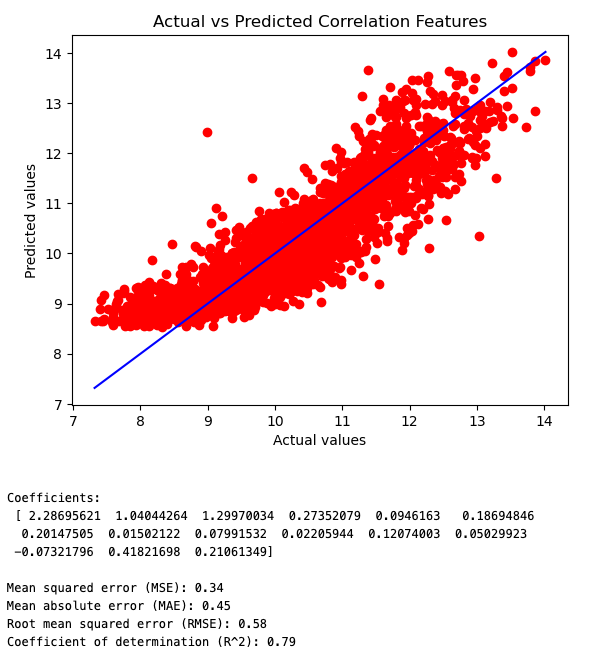 Actual vs Predicted Correlation Features
14
13
12
11
10
9
8
7
Predicted values
7 8 9 10 11 12 13 14
Actual values
Coefficients:
[ 2.28695621 1.04044264 1.29970034 0.27352079 0.0946163 0.18694846
0.20147505 0.01502122 0.07991532 0.02205944 0.12074003 0.05029923
−0.07321796 0.41821698 0.21061349]
Mean squared error (MSE): 0.34
Mean absolute error (MAE): 0.45
Root mean squared error (RMSE): 0.58
Coefficient of determination (R^2): 0.79